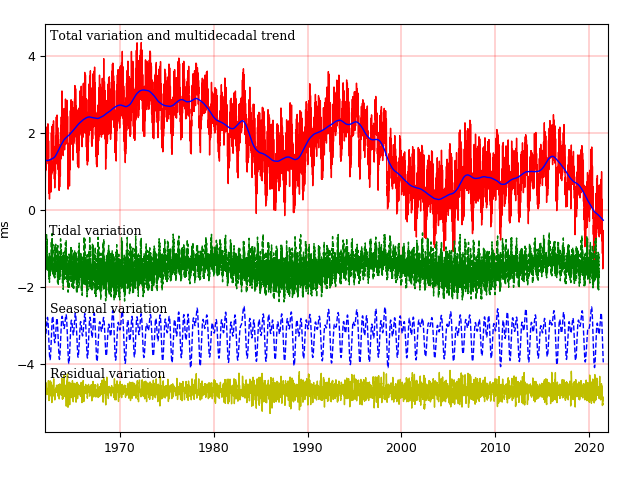 Total variation and multidecadal trend
4
2
0
ms
Tidal variation
−2
Seasonal variation
−4
Residual variation
1970 1980 1990 2000 2010 2020